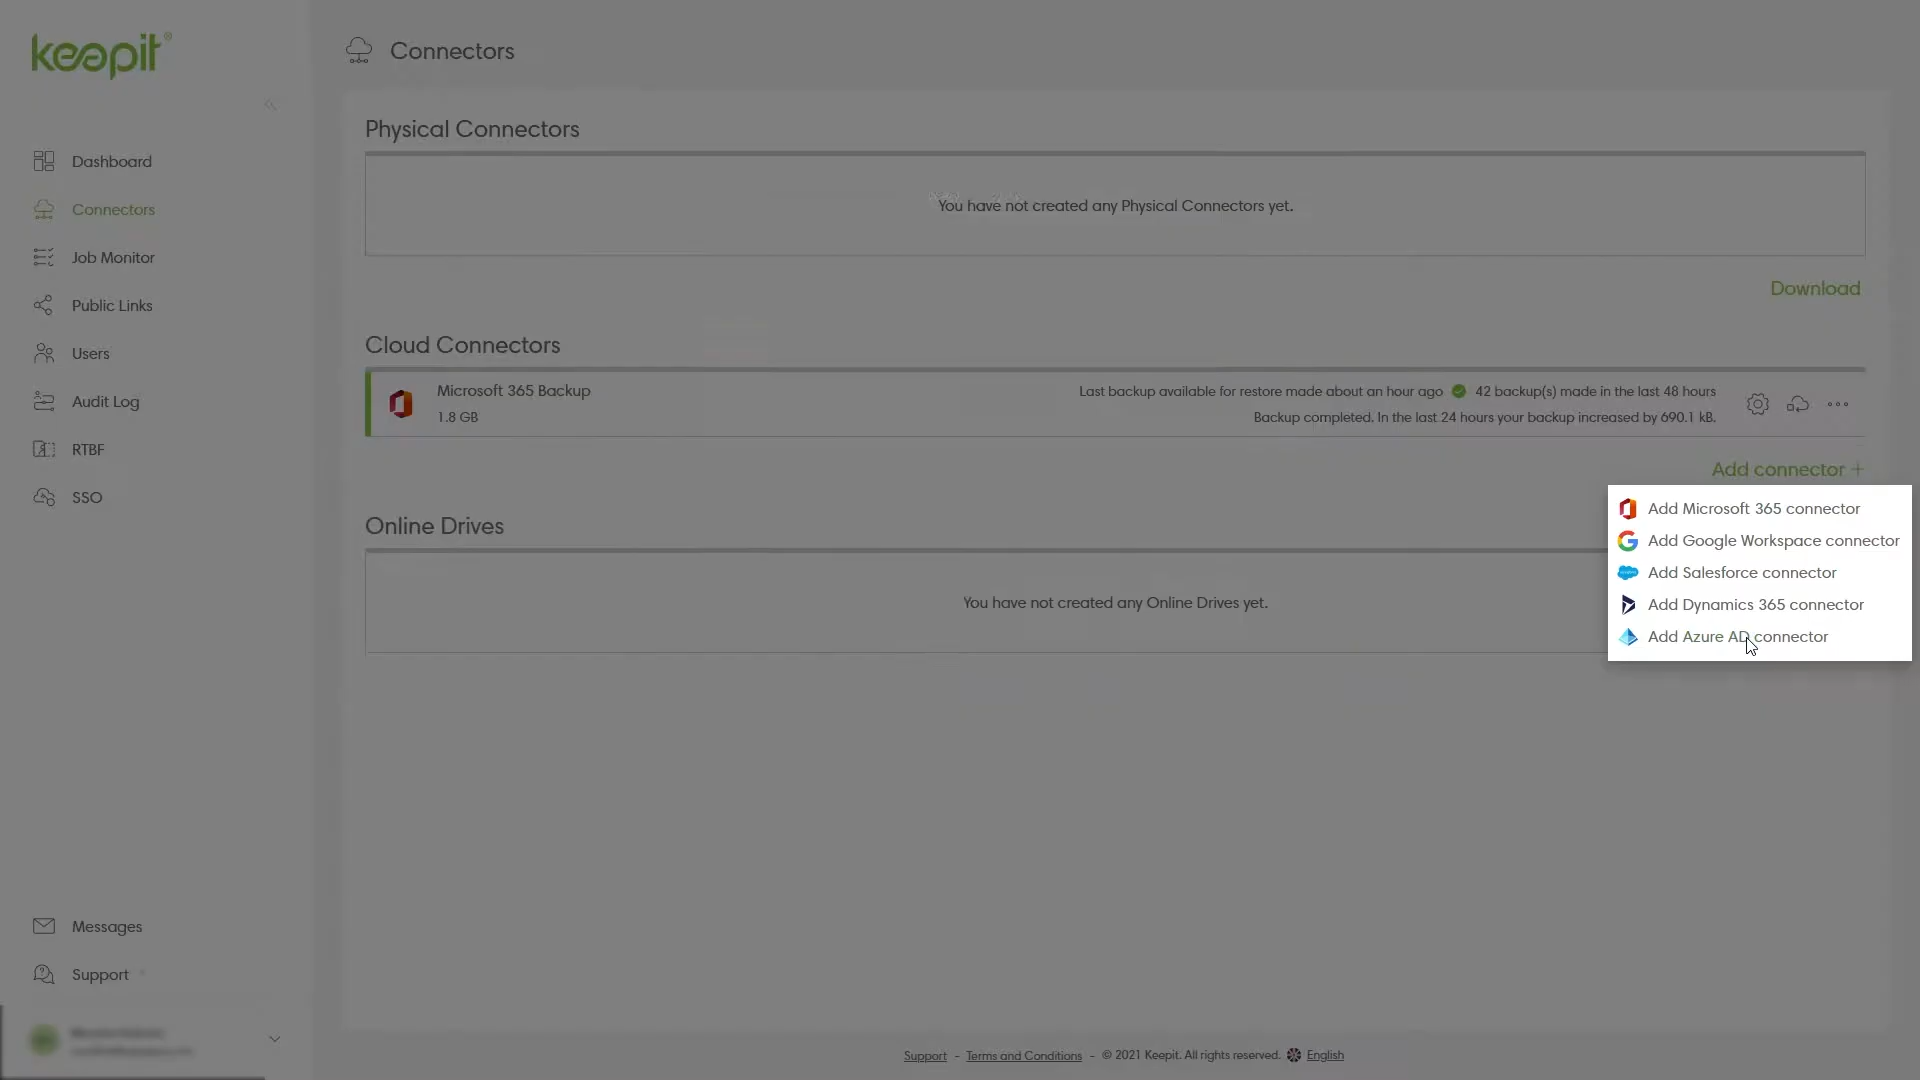 keepit®
Dashboard
Connectors
Job Monitor
Public Links
Users
Audit Log
RTBF
SSO
Messages
Support
Connectors
Physical Connectors
You have not created any Physical Connectors yet.
Download
Cloud Connectors
Microsoft 365 Backup
1.8 GB
Last backup available for restore made about an hour ago
42 backup(s) made in the last 48 hours
Backup completed. In the last 24 hours your backup increased by 690.1 kB.
Add connector +
Add Microsoft 365 connector
Add Google Workspace connector
Add Salesforce connector
Add Dynamics 365 connector
Add Azure AD connector
Online Drives
You have not created any Online Drives yet.
Support - Terms and Conditions - © 2021 Keepit. All rights reserved. English